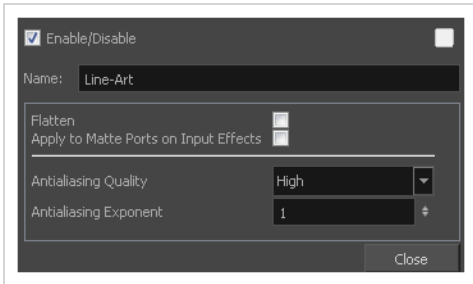 Enable/Disable
Name: Line-Art
Flatten
Apply to Matte Ports on Input Effects
Antialiasing Quality High
Antialiasing Exponent 1
Close